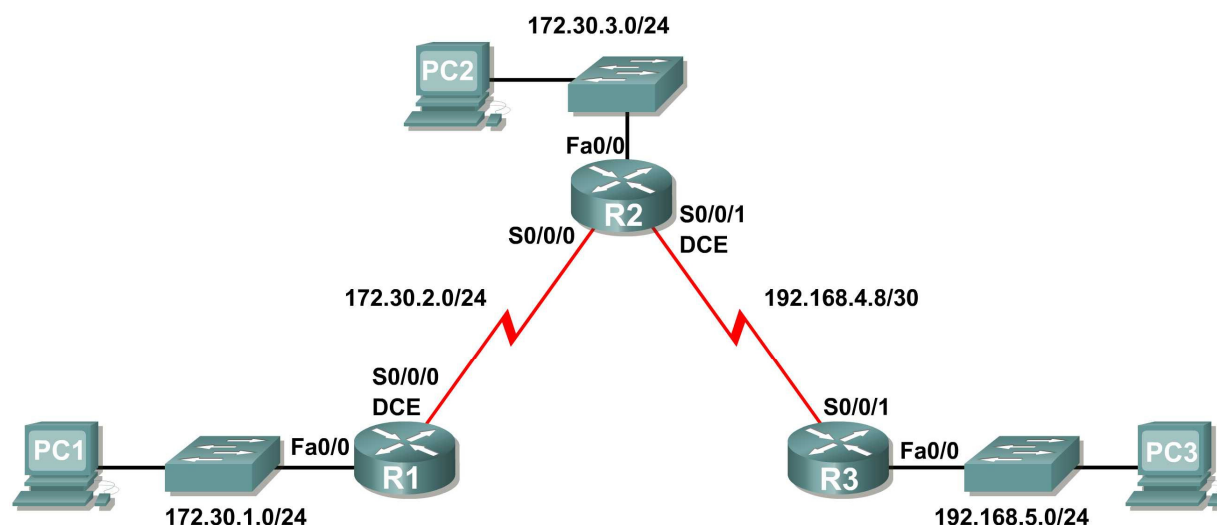 172.30.3.0/24
PC2
Fa0/0
R2
S0/0/0
S0/0/1
DCE
172.30.2.0/24
192.168.4.8/30
S0/0/0
DCE
S0/0/1
PC1
Fa0/0
R1
R3
Fa0/0
PC3
172.30.1.0/24
192.168.5.0/24